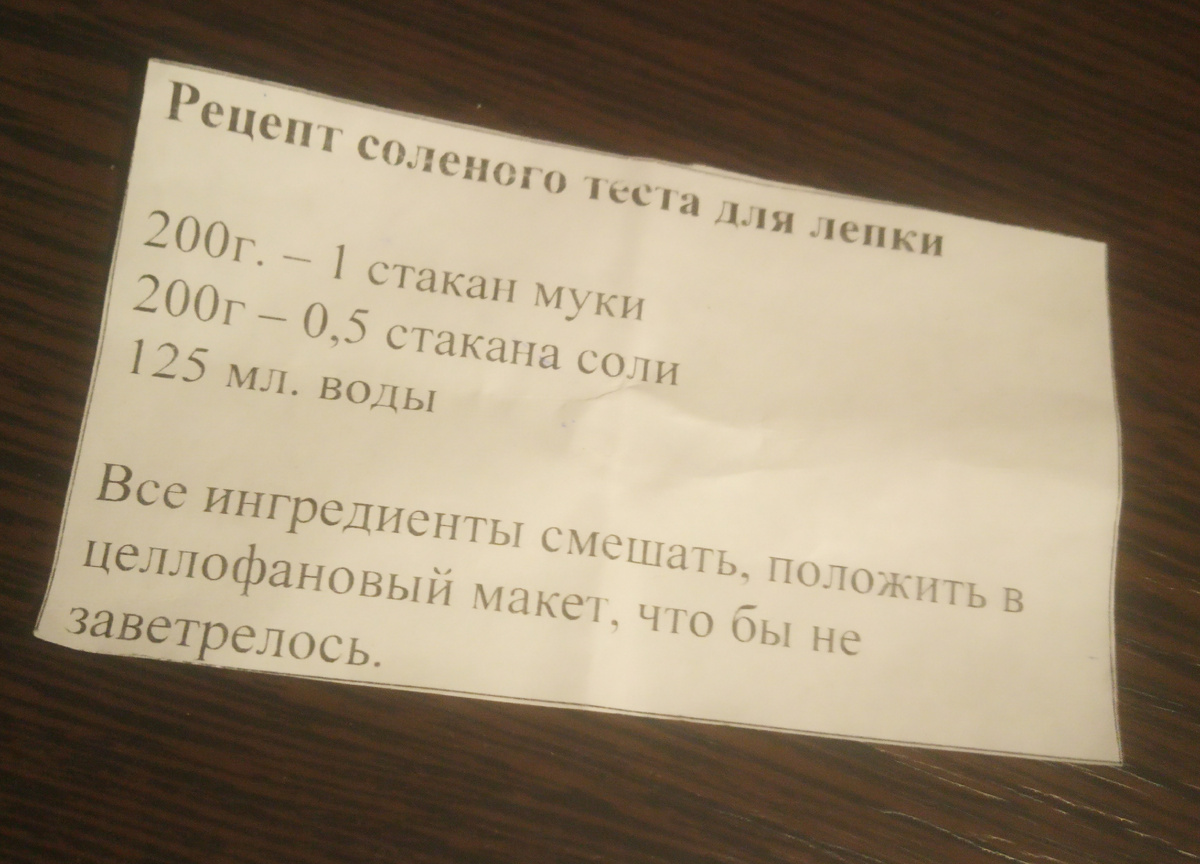 Рецепт соленого теста для лепки
200г. – 1 стакан муки
200г – 0,5 стакана соли
125 мл. воды
Все ингредиенты смешать, положить в
целлофановый макет, что бы не
заветрелось.